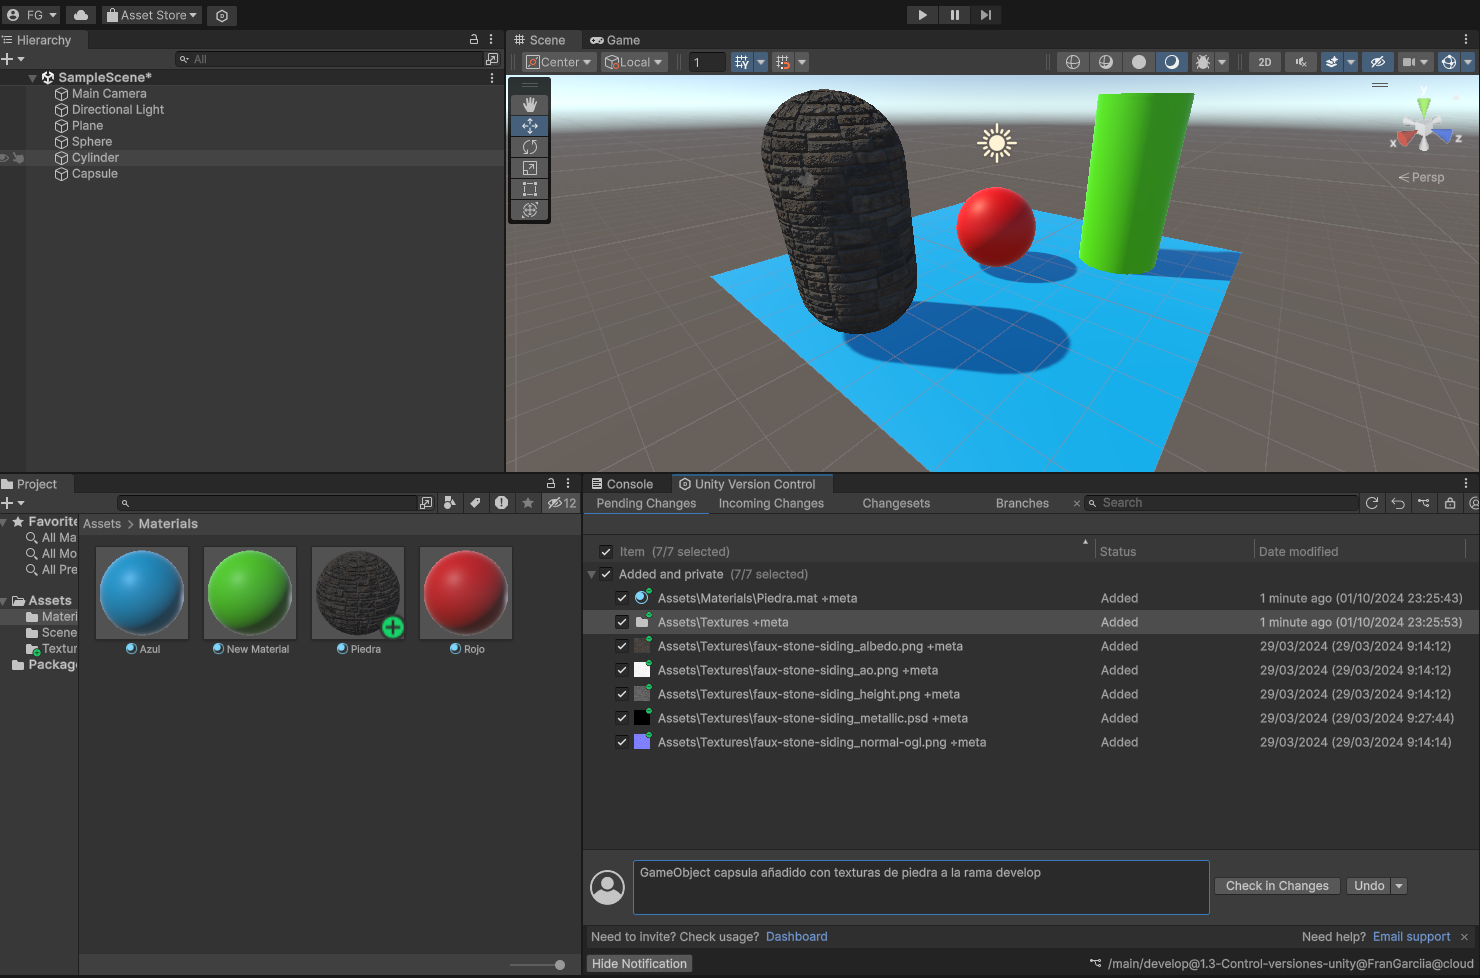 FG
Asset Store
Hierarchy
All
SampleScene*
Main Camera
Directional Light
Plane
Sphere
Cylinder
Capsule
Scene
Game
Center
Local
1
2D
y
x
z
Persp
Project
12
Favorite
All Ma
All Mo
All Pre
Assets
Materi
Scene
Textur
Packag
Assets > Materials
Azul
New Material
Piedra
Rojo
Console
Unity Version Control
Pending Changes
Incoming Changes
Changesets
Branches
Search
Item (7/7 selected)
Status
Date modified
Added and private (7/7 selected)
Assets\Materials\Piedra.mat +meta Added 1 minute ago (01/10/2024 23:25:43)
Assets\Textures +meta Added 1 minute ago (01/10/2024 23:25:53)
Assets\Textures\faux-stone-siding_albedo.png +meta Added 29/03/2024 (29/03/2024 9:14:12)
Assets\Textures\faux-stone-siding_ao.png +meta Added 29/03/2024 (29/03/2024 9:14:12)
Assets\Textures\faux-stone-siding_height.png +meta Added 29/03/2024 (29/03/2024 9:14:12)
Assets\Textures\faux-stone-siding_metallic.psd +meta Added 29/03/2024 (29/03/2024 9:27:44)
Assets\Textures\faux-stone-siding_normal-ogl.png +meta Added 29/03/2024 (29/03/2024 9:14:14)
GameObject capsula añadido con texturas de piedra a la rama develop
Check in Changes
Undo
Need to invite? Check usage? Dashboard
Need help? Email support
Hide Notification
/main/develop@1.3-Control-versiones-unity@FranGarciia@cloud